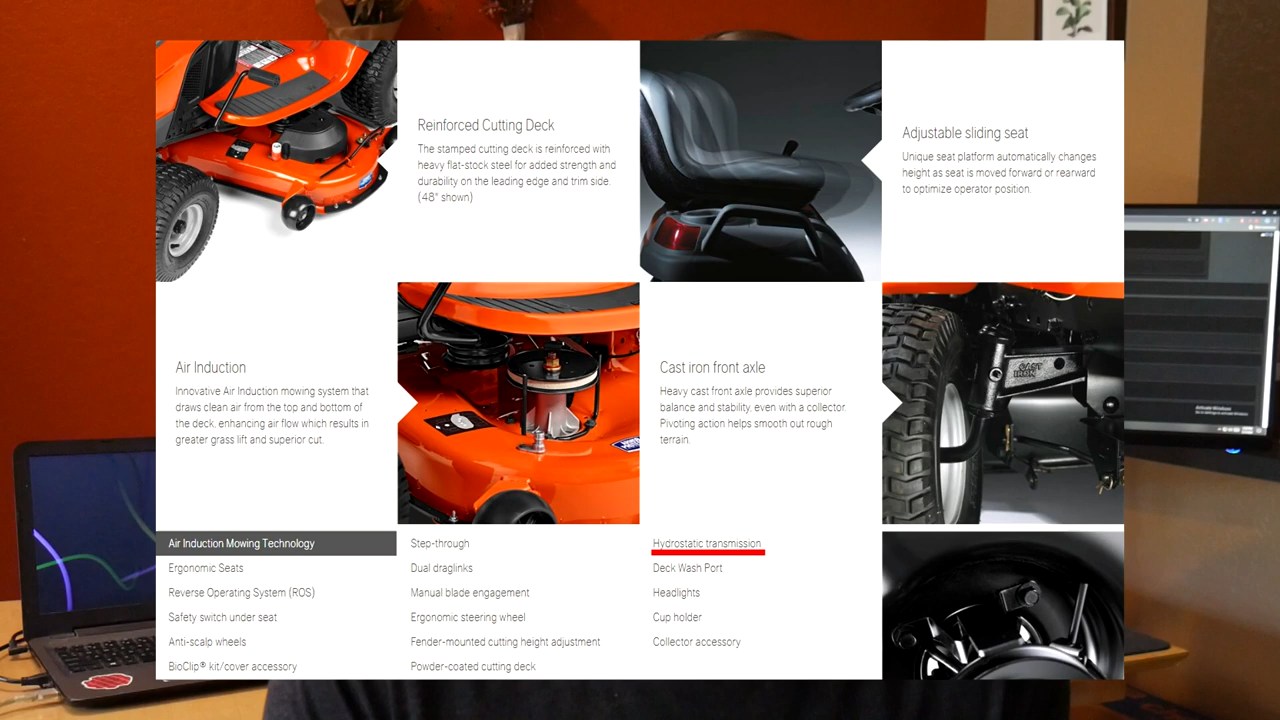 Reinforced Cutting Deck
The stamped cutting deck is reinforced with
heavy flat-stock steel for added strength and
durability on the leading edge and trim side.
(48" shown)
Adjustable sliding seat
Unique seat platform automatically changes
height as seat is moved forward or rearward
to optimize operator position.
Air Induction
Innovative Air Induction mowing system that
draws clean air from the top and bottom of
the deck, enhancing air flow which results in
greater grass lift and superior cut.
Cast iron front axle
Heavy cast front axle provides superior
balance and stability, even with a collector.
Pivoting action helps smooth out rough
terrain.
CAST
IRON
Air Induction Mowing Technology
Ergonomic Seats
Reverse Operating System (ROS)
Safety switch under seat
Anti-scalp wheels
BioClip® kit/cover accessory
Step-through
Dual draglinks
Manual blade engagement
Ergonomic steering wheel
Fender-mounted cutting height adjustment
Powder-coated cutting deck
Hydrostatic transmission
Deck Wash Port
Headlights
Cup holder
Collector accessory
Activate Windows